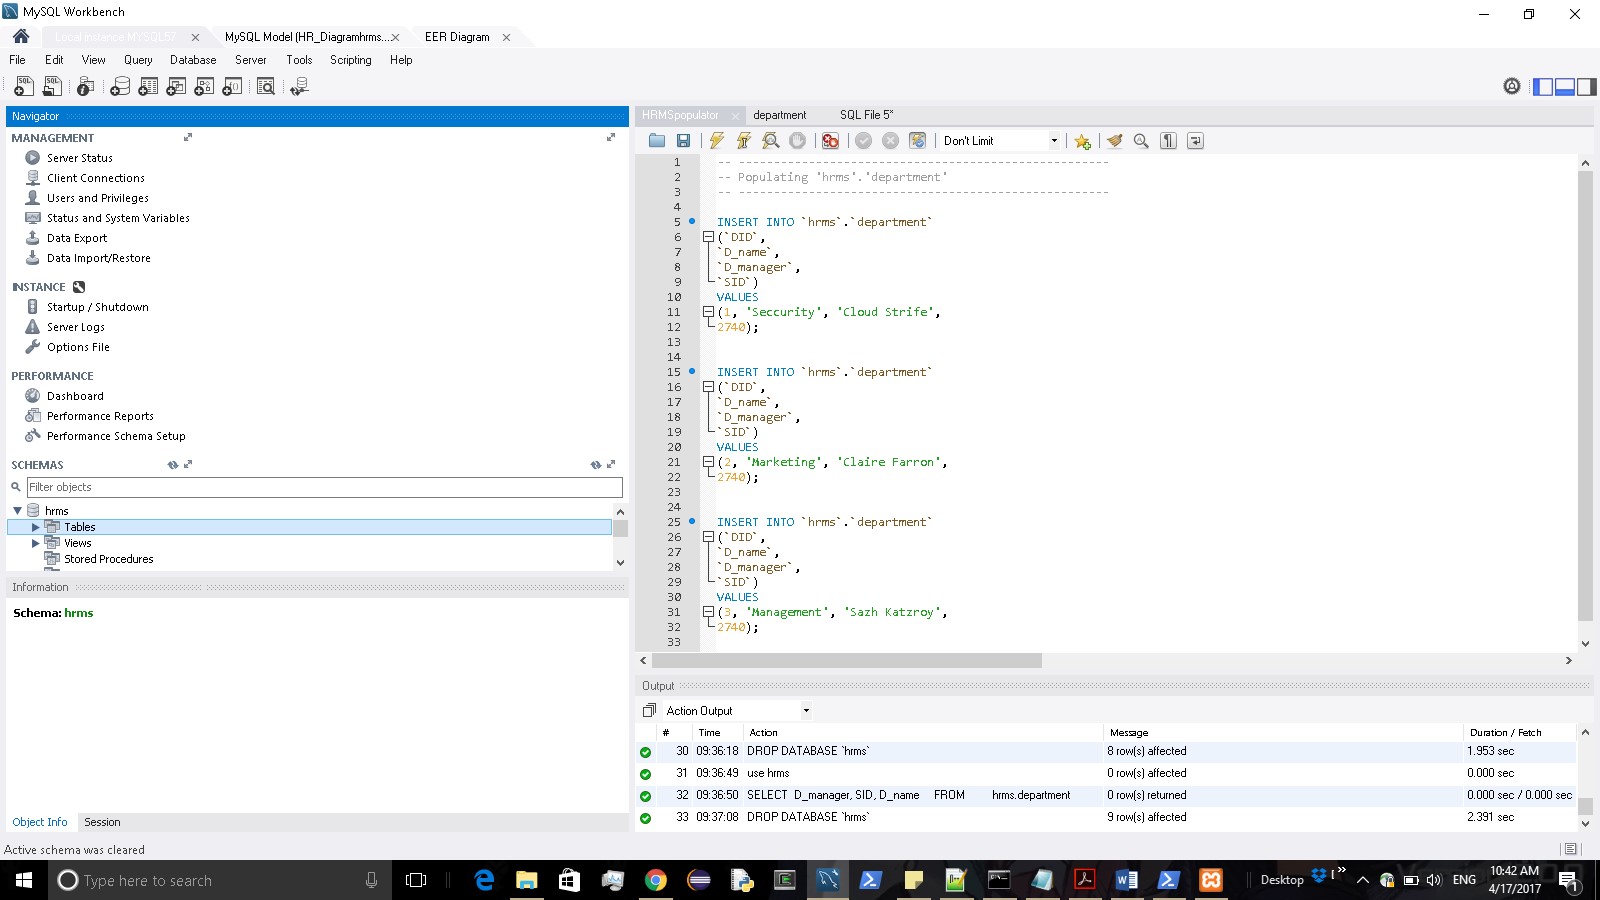 MySQL Workbench
Local instance MYSQL57
MySQL Model (HR_Diagramhrms...
EER Diagram
File Edit View Query Database Server Tools Scripting Help
Navigator
MANAGEMENT
Server Status
Client Connections
Users and Privileges
Status and System Variables
Data Export
Data Import/Restore
INSTANCE
Startup / Shutdown
Server Logs
Options File
PERFORMANCE
Dashboard
Performance Reports
Performance Schema Setup
SCHEMAS
Filter objects
hrms
Tables
Views
Stored Procedures
Information
Schema: hrms
Object Info Session
Active schema was cleared
HRMSpopulator department SQL File 5*
Don't Limit
1 -- -----------------------------------------------------
2 -- Populating 'hrms'.'department'
3 -- -----------------------------------------------------
4
5 INSERT INTO `hrms`.`department`
6 (`DID`,
7 `D_name`,
8 `D_manager`,
9 `SID`)
10 VALUES
11 (1, 'Seccurity', 'Cloud Strife',
12 2740);
13
14
15 INSERT INTO `hrms`.`department`
16 (`DID`,
17 `D_name`,
18 `D_manager`,
19 `SID`)
20 VALUES
21 (2, 'Marketing', 'Claire Farron',
22 2740);
23
24
25 INSERT INTO `hrms`.`department`
26 (`DID`,
27 `D_name`,
28 `D_manager`,
29 `SID`)
30 VALUES
31 (3, 'Management', 'Sazh Katzroy',
32 2740);
33
Output
Action Output
# Time Action Message Duration / Fetch
30 09:36:18 DROP DATABASE `hrms` 8 row(s) affected 1.953 sec
31 09:36:49 use hrms 0 row(s) affected 0.000 sec
32 09:36:50 SELECT D_manager, SID, D_name FROM hrms.department 0 row(s) returned 0.000 sec / 0.000 sec
33 09:37:08 DROP DATABASE `hrms` 9 row(s) affected 2.391 sec
Type here to search
Desktop
ENG
10:42 AM
4/17/2017
1